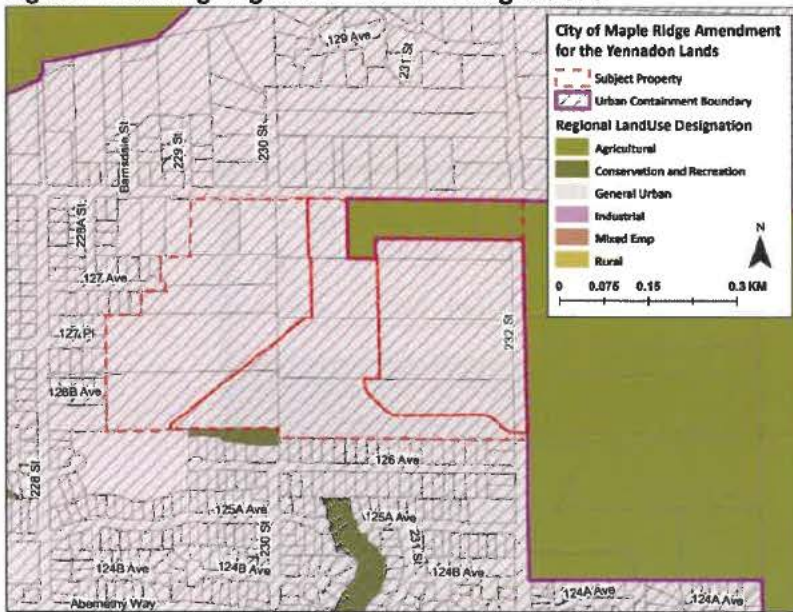 City of Maple Ridge Amendment
for the Yennadon Lands
Subject Property
Urban Containment Boundary
Regional LandUse Designation
Agricultural
Conservation and Recreation
General Urban
Industrial
Mixed Emp
Rural
N
0 0.075 0.15 0.3 KM
129 Ave
231 St
230 St
229 St
228A St
127 Ave
127 Pl
232 St
126B Ave
126 Ave
228 St
125A Ave
125A Ave
230 St
231 St
124B Ave
124B Ave
124B Ave
124A Ave
124A Ave
Abernethy Way